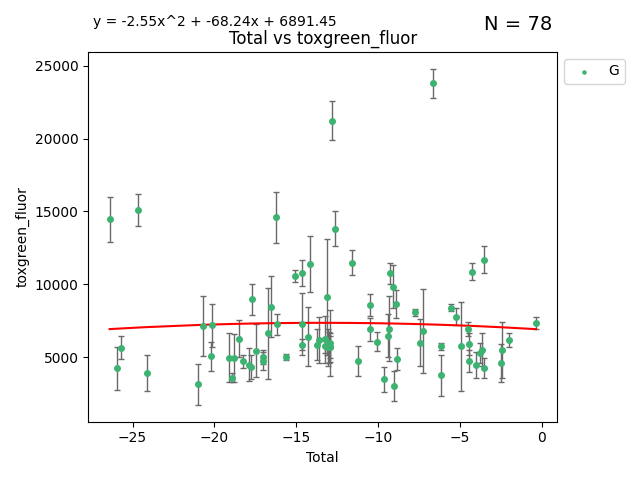 y = -2.55x^2 + -68.24x + 6891.45
N = 78
Total vs toxgreen_fluor
G
25000
20000
15000
10000
5000
toxgreen_fluor
−25
−20
−15
−10
−5
0
Total